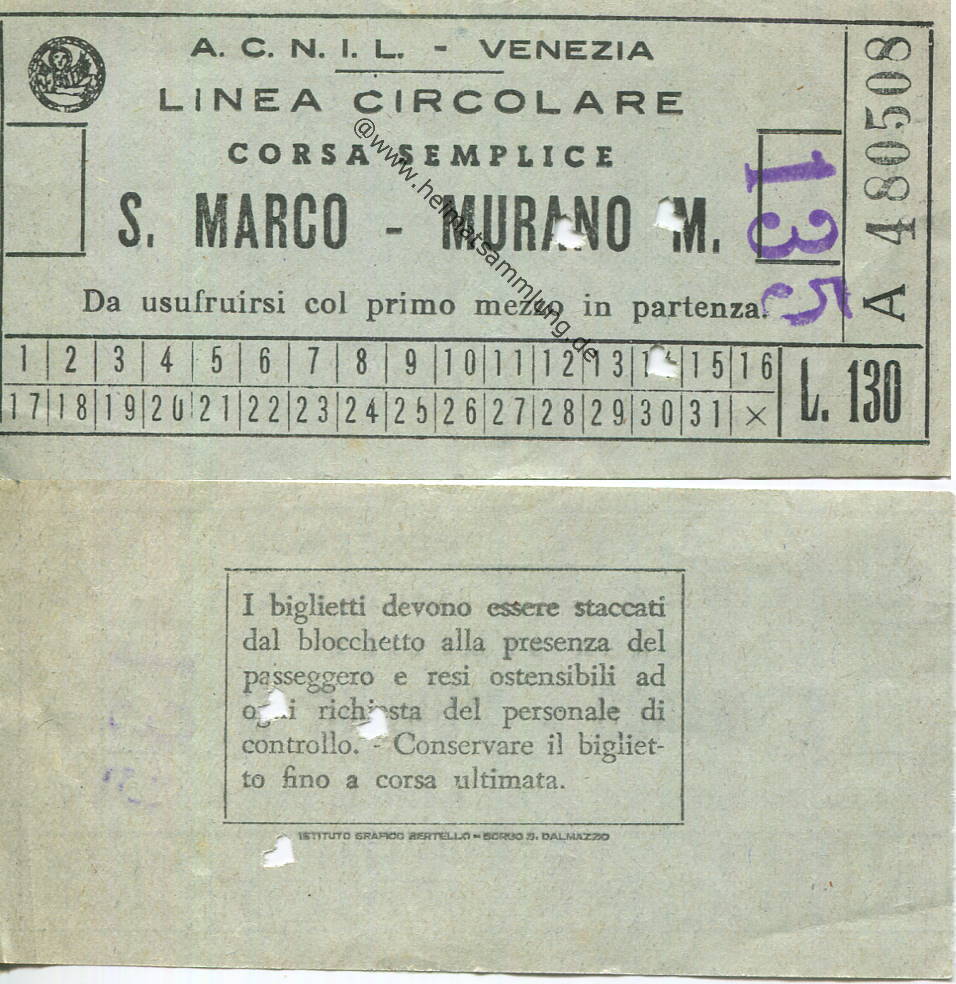 A. C. N. I. L. - VENEZIA
LINEA CIRCOLARE
CORSA SEMPLICE
S. MARCO - MURANO M.
Da usufruirsi col primo mezzo in partenza.
1 2 3 4 5 6 7 8 9 10 11 12 13 15 16
17 18 19 20 21 22 23 24 25 26 27 28 29 30 31 ×
L. 130
135
A 480508
@www.heimatsammlung.de
I biglietti devono essere staccati
dal blocchetto alla presenza del
passeggero e resi ostensibili ad
ogni richiesta del personale di
controllo. - Conservare il bigliet-
to fino a corsa ultimata.
ISTITUTO GRAFICO BERTELLO - BORGO S. DALMAZZO